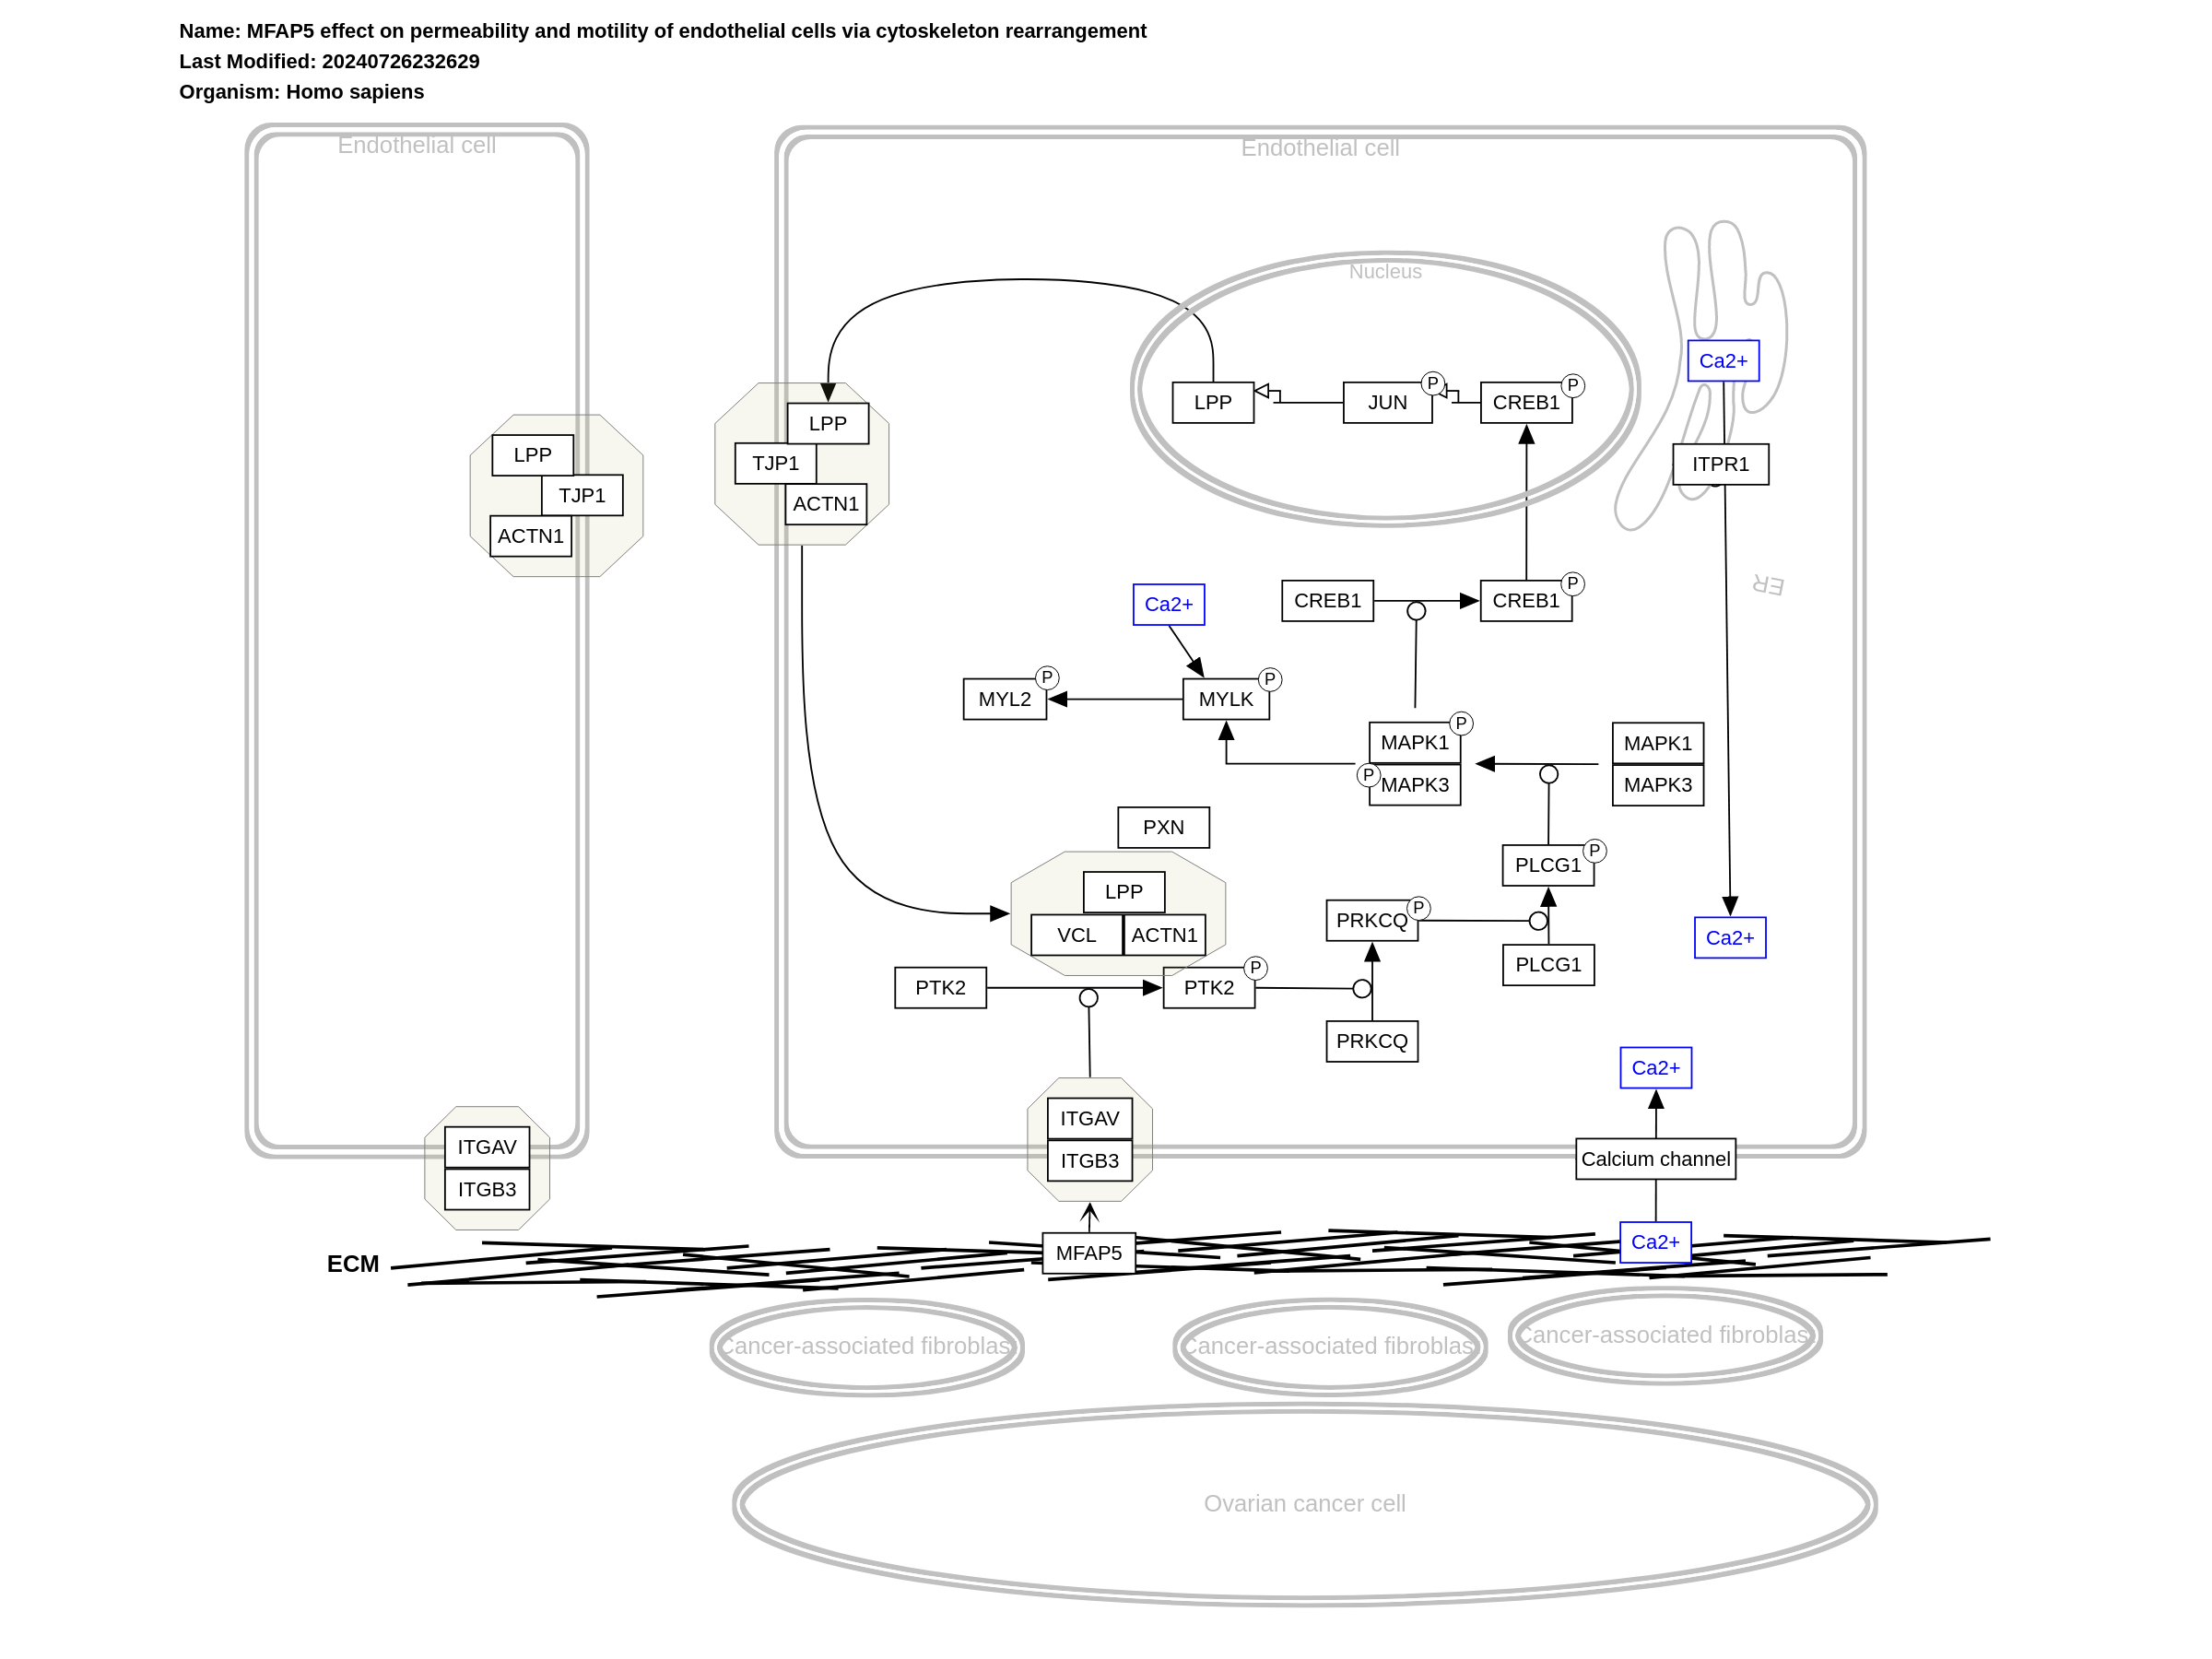 Name: MFAP5 effect on permeability and motility of endothelial cells via cytoskeleton rearrangement
Last Modified: 20240726232629
Organism: Homo sapiens
Endothelial cell
Endothelial cell
Nucleus
Ca2+
LPP
JUN
P
CREB1
P
LPP
TJP1
ACTN1
LPP
TJP1
ACTN1
ITPR1
ER
Ca2+
CREB1
CREB1
P
MYL2
P
MYLK
P
MAPK1
P
MAPK3
P
MAPK1
MAPK3
PXN
LPP
VCL
ACTN1
PLCG1
P
PRKCQ
P
PLCG1
Ca2+
PTK2
PTK2
P
PRKCQ
Ca2+
ITGAV
ITGB3
ITGAV
ITGB3
Calcium channel
Ca2+
MFAP5
ECM
Cancer-associated fibroblas
Cancer-associated fibroblas
Cancer-associated fibroblas
Ovarian cancer cell